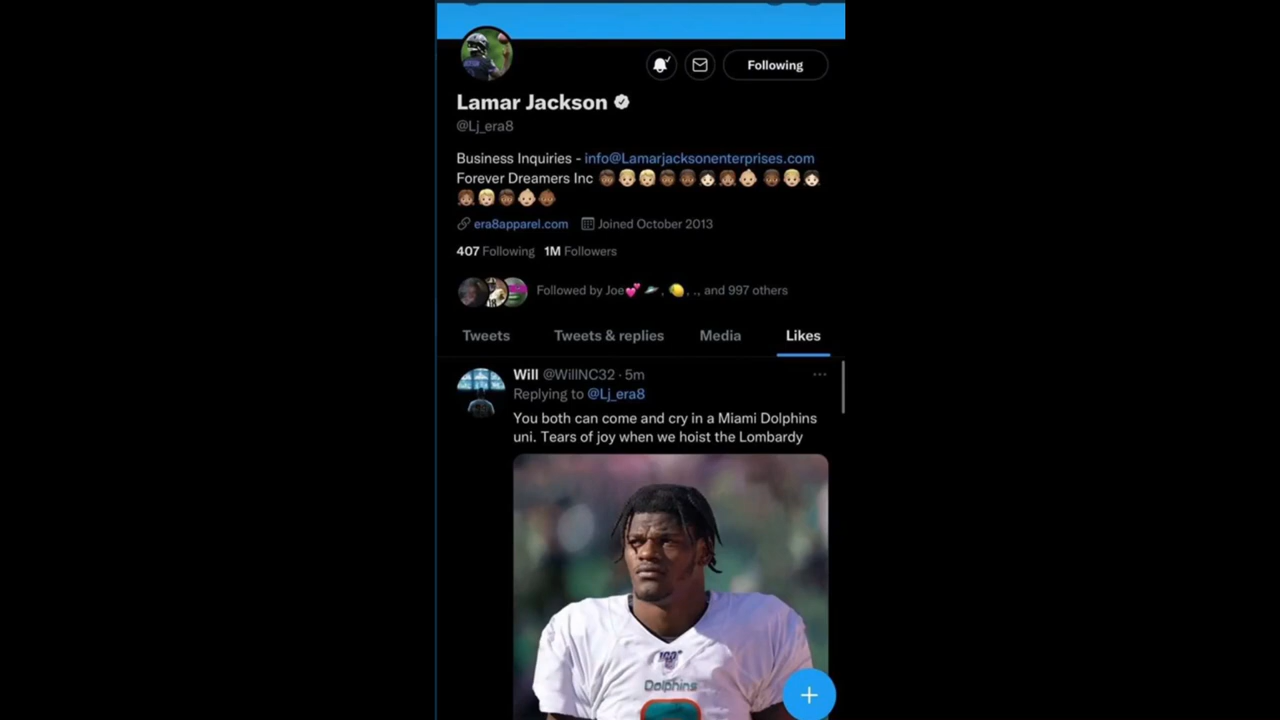 Following
Lamar Jackson
@Lj_era8
Business Inquiries - info@Lamarjacksonenterprises.com
Forever Dreamers Inc 👦🏾👱🏼👱🏼👦🏾👦🏾👧🏻👧🏽👶🏼👦🏾👱🏼👧🏻
👧🏽👱🏼👦🏾👶🏼👶🏾
era8apparel.com Joined October 2013
407 Following 1M Followers
Followed by Joe💕 🪐, 🍋, ., and 997 others
Tweets Tweets & replies Media Likes
Will @WillNC32 · 5m
Replying to @Lj_era8
You both can come and cry in a Miami Dolphins
uni. Tears of joy when we hoist the Lombardy
100
Dolphins